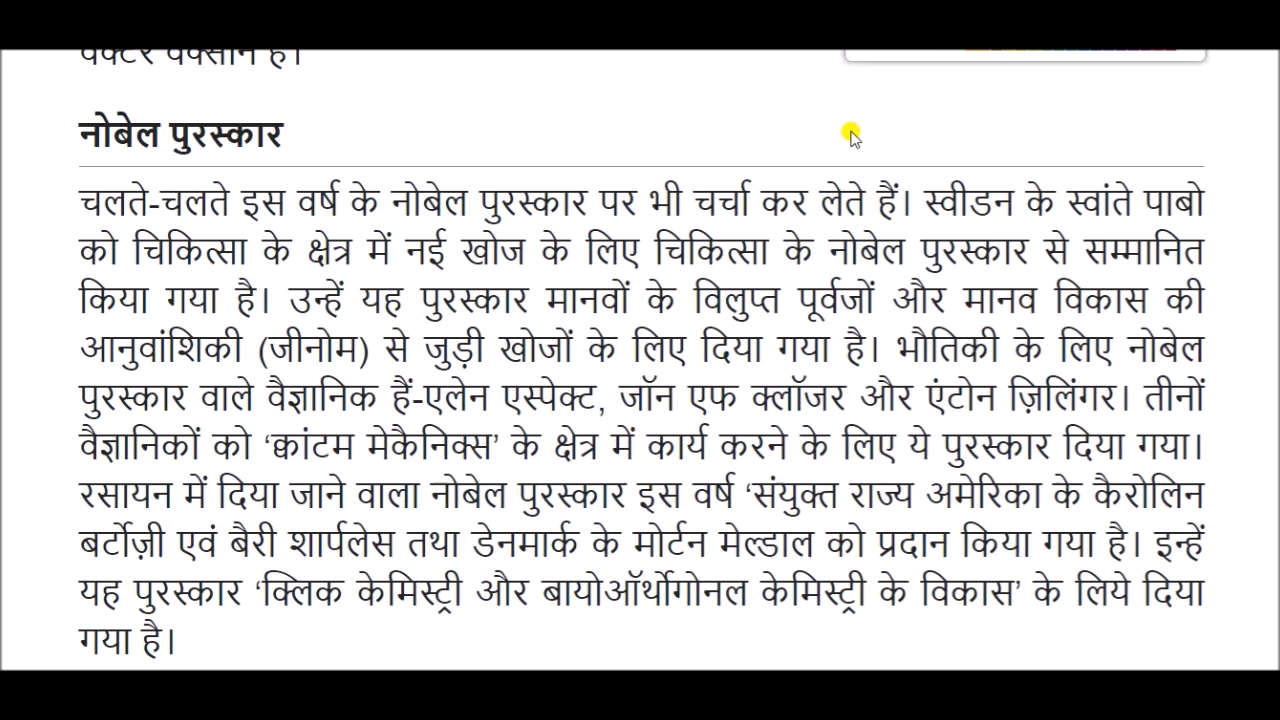 वेक्टर वैक्सीन है।
नोबेल पुरस्कार
चलते-चलते इस वर्ष के नोबेल पुरस्कार पर भी चर्चा कर लेते हैं। स्वीडन के स्वांते पाबो
को चिकित्सा के क्षेत्र में नई खोज के लिए चिकित्सा के नोबेल पुरस्कार से सम्मानित
किया गया है। उन्हें यह पुरस्कार मानवों के विलुप्त पूर्वजों और मानव विकास की
आनुवांशिकी (जीनोम) से जुड़ी खोजों के लिए दिया गया है। भौतिकी के लिए नोबेल
पुरस्कार वाले वैज्ञानिक हैं-एलेन एस्पेक्ट, जॉन एफ क्लॉजर और एंटोन ज़िलिंगर। तीनों
वैज्ञानिकों को ‘क्वांटम मेकैनिक्स’ के क्षेत्र में कार्य करने के लिए ये पुरस्कार दिया गया।
रसायन में दिया जाने वाला नोबेल पुरस्कार इस वर्ष ‘संयुक्त राज्य अमेरिका के कैरोलिन
बर्टोज़ी एवं बैरी शार्पलेस तथा डेनमार्क के मोर्टन मेल्डाल को प्रदान किया गया है। इन्हें
यह पुरस्कार ‘क्लिक केमिस्ट्री और बायोऑर्थोगोनल केमिस्ट्री के विकास’ के लिये दिया
गया है।